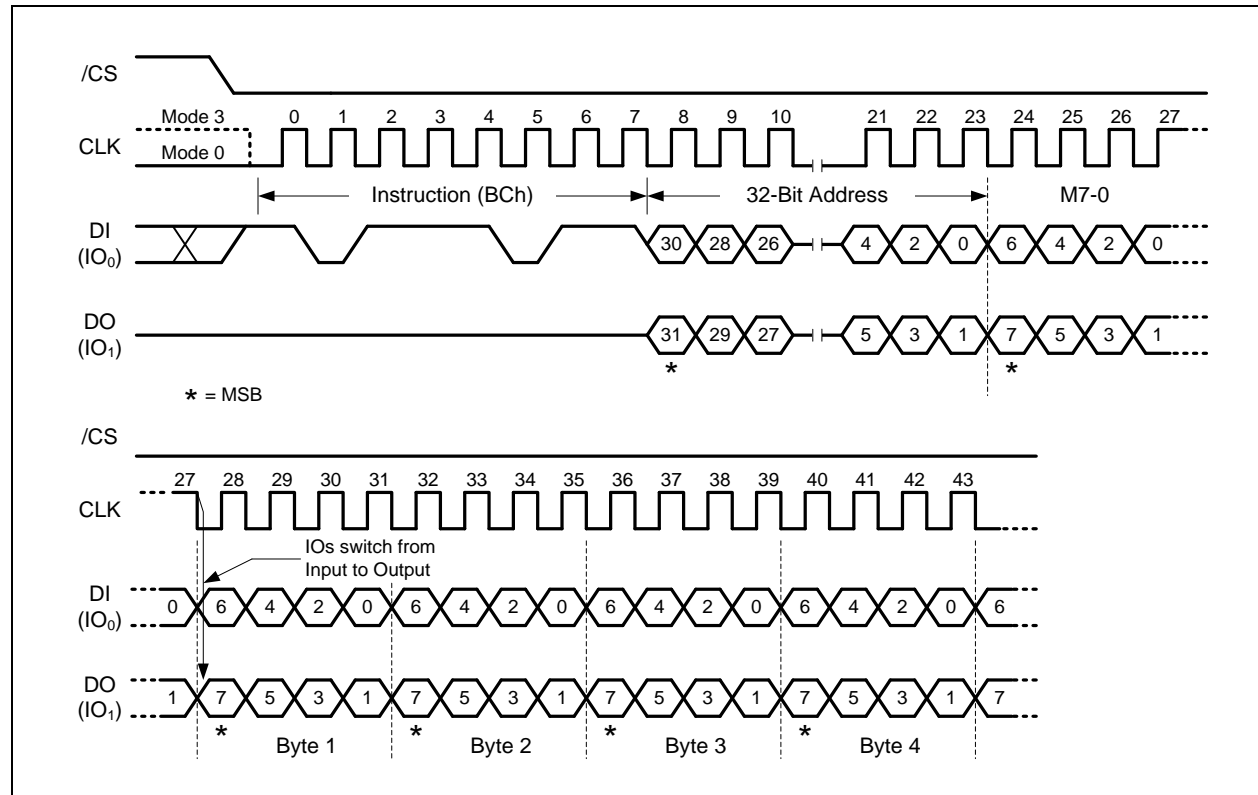 /CS
Mode 3 0 1 2 3 4 5 6 7 8 9 10 21 22 23 24 25 26 27
CLK
Mode 0
Instruction (BCh) 32-Bit Address M7-0
DI
(IO₀) 30 28 26 4 2 0 6 4 2 0
DO
(IO₁) 31 29 27 5 3 1 7 5 3 1
* *
* = MSB
/CS
27 28 29 30 31 32 33 34 35 36 37 38 39 40 41 42 43
CLK
IOs switch from
Input to Output
DI
(IO₀) 0 6 4 2 0 6 4 2 0 6 4 2 0 6 4 2 0 6
DO
(IO₁) 1 7 5 3 1 7 5 3 1 7 5 3 1 7 5 3 1 7
* * * *
Byte 1 Byte 2 Byte 3 Byte 4